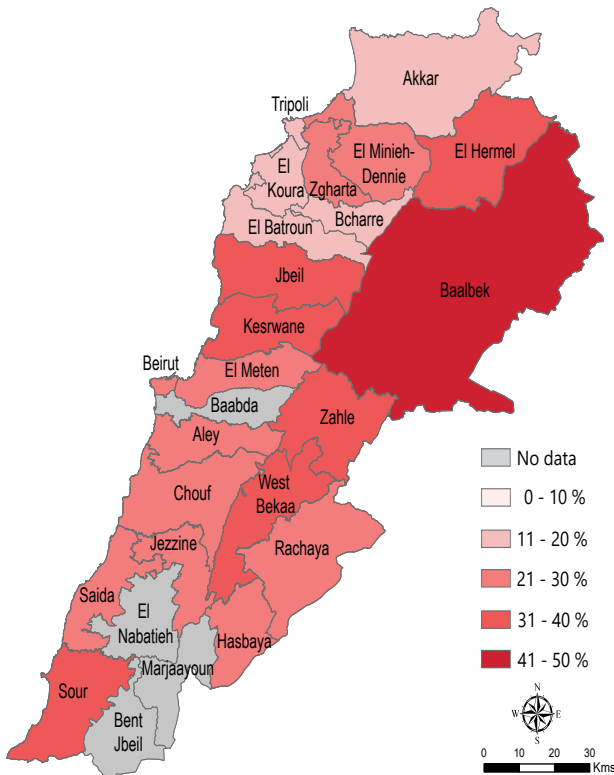 Akkar
Tripoli
El Minieh-
Dennie
El Hermel
El
Koura
Zgharta
Bcharre
El Batroun
Jbeil
Baalbek
Kesrwane
Beirut
El Meten
Baabda
Zahle
Aley
West
Bekaa
Chouf
Jezzine
Rachaya
Saida
El
Nabatieh
Hasbaya
Marjaayoun
Sour
Bent
Jbeil
No data
0 - 10 %
11 - 20 %
21 - 30 %
31 - 40 %
41 - 50 %
N
W E
S
0 10 20 30
Kms